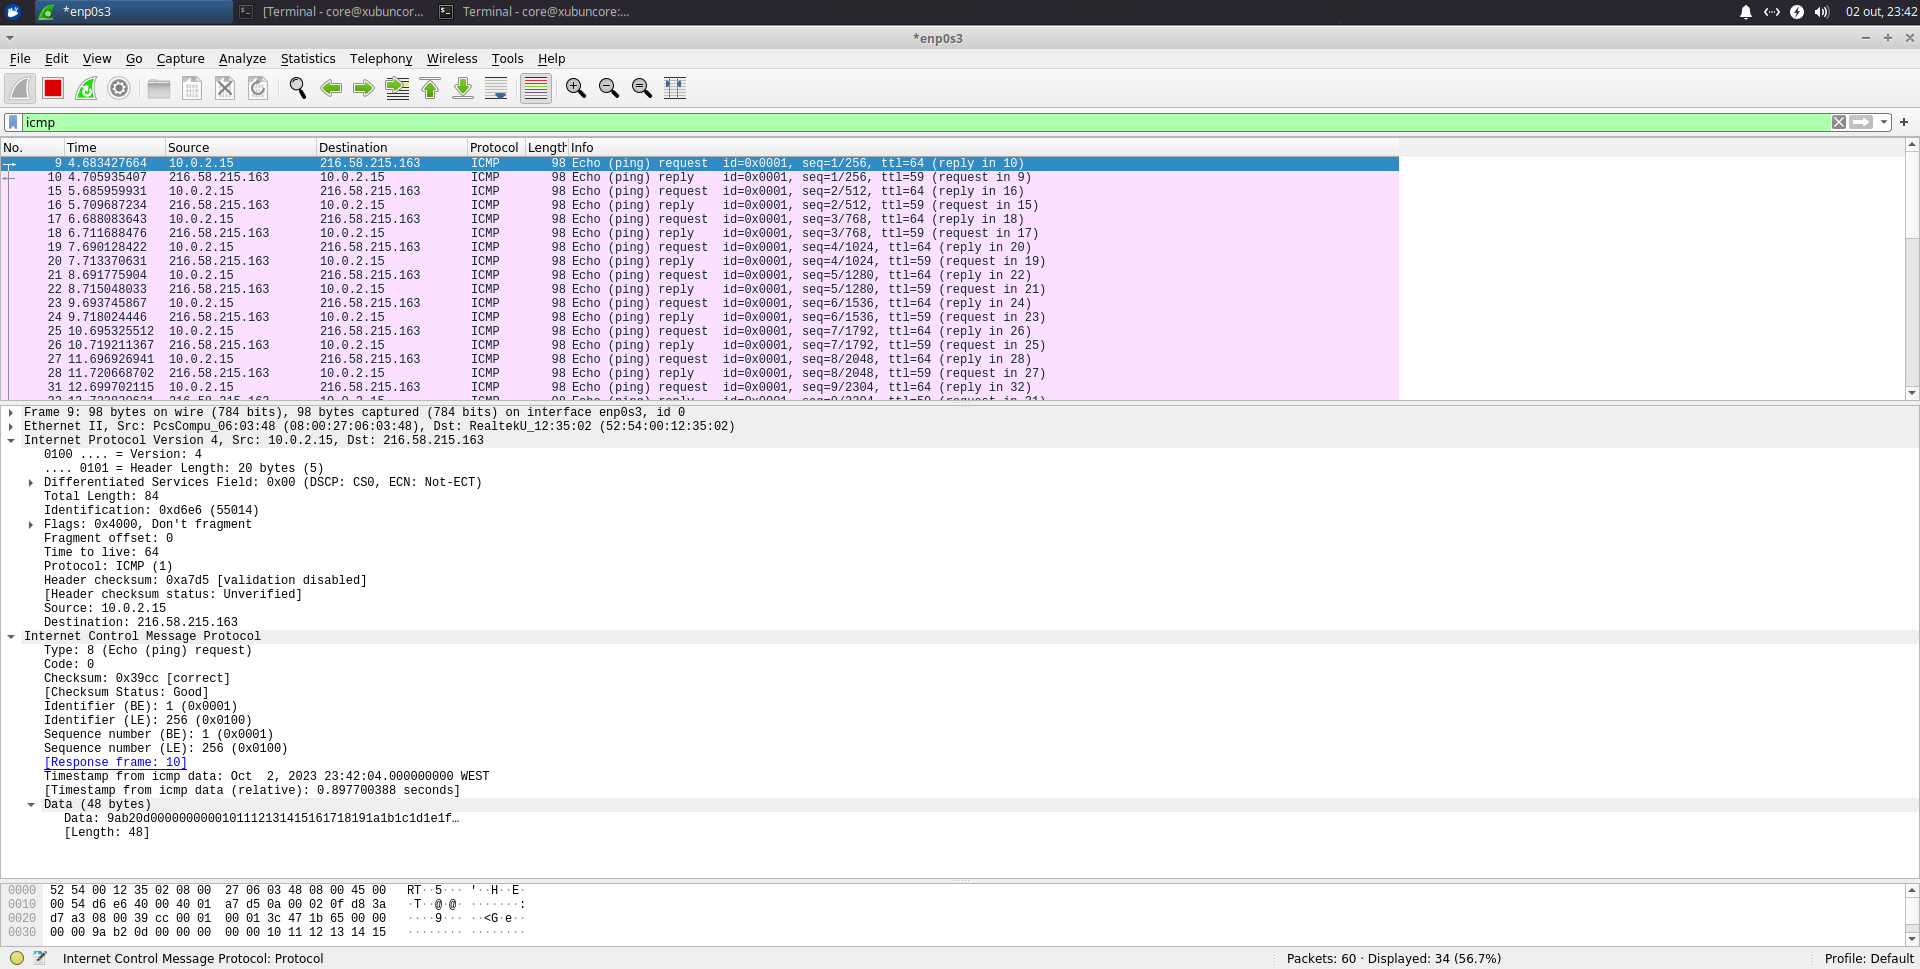 *enp0s3 [Terminal - core@xubuncor... Terminal - core@xubuncore:... 02 out, 23:42
*enp0s3
File Edit View Go Capture Analyze Statistics Telephony Wireless Tools Help
icmp
No. Time Source Destination Protocol Length Info
9 4.683427664 10.0.2.15 216.58.215.163 ICMP 98 Echo (ping) request id=0x0001, seq=1/256, ttl=64 (reply in 10)
10 4.705935407 216.58.215.163 10.0.2.15 ICMP 98 Echo (ping) reply id=0x0001, seq=1/256, ttl=59 (request in 9)
15 5.685959931 10.0.2.15 216.58.215.163 ICMP 98 Echo (ping) request id=0x0001, seq=2/512, ttl=64 (reply in 16)
16 5.709687234 216.58.215.163 10.0.2.15 ICMP 98 Echo (ping) reply id=0x0001, seq=2/512, ttl=59 (request in 15)
17 6.688083643 10.0.2.15 216.58.215.163 ICMP 98 Echo (ping) request id=0x0001, seq=3/768, ttl=64 (reply in 18)
18 6.711688476 216.58.215.163 10.0.2.15 ICMP 98 Echo (ping) reply id=0x0001, seq=3/768, ttl=59 (request in 17)
19 7.690128422 10.0.2.15 216.58.215.163 ICMP 98 Echo (ping) request id=0x0001, seq=4/1024, ttl=64 (reply in 20)
20 7.713370631 216.58.215.163 10.0.2.15 ICMP 98 Echo (ping) reply id=0x0001, seq=4/1024, ttl=59 (request in 19)
21 8.691775904 10.0.2.15 216.58.215.163 ICMP 98 Echo (ping) request id=0x0001, seq=5/1280, ttl=64 (reply in 22)
22 8.715048033 216.58.215.163 10.0.2.15 ICMP 98 Echo (ping) reply id=0x0001, seq=5/1280, ttl=59 (request in 21)
23 9.693745867 10.0.2.15 216.58.215.163 ICMP 98 Echo (ping) request id=0x0001, seq=6/1536, ttl=64 (reply in 24)
24 9.718024446 216.58.215.163 10.0.2.15 ICMP 98 Echo (ping) reply id=0x0001, seq=6/1536, ttl=59 (request in 23)
25 10.695325512 10.0.2.15 216.58.215.163 ICMP 98 Echo (ping) request id=0x0001, seq=7/1792, ttl=64 (reply in 26)
26 10.719211367 216.58.215.163 10.0.2.15 ICMP 98 Echo (ping) reply id=0x0001, seq=7/1792, ttl=59 (request in 25)
27 11.696926941 10.0.2.15 216.58.215.163 ICMP 98 Echo (ping) request id=0x0001, seq=8/2048, ttl=64 (reply in 28)
28 11.720668702 216.58.215.163 10.0.2.15 ICMP 98 Echo (ping) reply id=0x0001, seq=8/2048, ttl=59 (request in 27)
31 12.699702115 10.0.2.15 216.58.215.163 ICMP 98 Echo (ping) request id=0x0001, seq=9/2304, ttl=64 (reply in 32)
Frame 9: 98 bytes on wire (784 bits), 98 bytes captured (784 bits) on interface enp0s3, id 0
Ethernet II, Src: PcsCompu_06:03:48 (08:00:27:06:03:48), Dst: RealtekU_12:35:02 (52:54:00:12:35:02)
Internet Protocol Version 4, Src: 10.0.2.15, Dst: 216.58.215.163
0100 .... = Version: 4
.... 0101 = Header Length: 20 bytes (5)
Differentiated Services Field: 0x00 (DSCP: CS0, ECN: Not-ECT)
Total Length: 84
Identification: 0xd6e6 (55014)
Flags: 0x4000, Don't fragment
Fragment offset: 0
Time to live: 64
Protocol: ICMP (1)
Header checksum: 0xa7d5 [validation disabled]
[Header checksum status: Unverified]
Source: 10.0.2.15
Destination: 216.58.215.163
Internet Control Message Protocol
Type: 8 (Echo (ping) request)
Code: 0
Checksum: 0x39cc [correct]
[Checksum Status: Good]
Identifier (BE): 1 (0x0001)
Identifier (LE): 256 (0x0100)
Sequence number (BE): 1 (0x0001)
Sequence number (LE): 256 (0x0100)
[Response frame: 10]
Timestamp from icmp data: Oct  2, 2023 23:42:04.000000000 WEST
[Timestamp from icmp data (relative): 0.897700388 seconds]
Data (48 bytes)
Data: 9ab20d0000000000101112131415161718191a1b1c1d1e1f…
[Length: 48]
0000 52 54 00 12 35 02 08 00 27 06 03 48 08 00 45 00 RT··5··· '··H··E·
0010 00 54 d6 e6 40 00 40 01 a7 d5 0a 00 02 0f d8 3a ·T··@·@· ·······:
0020 d7 a3 08 00 39 cc 00 01 00 01 3c 47 1b 65 00 00 ····9··· ··<G·e··
0030 00 00 9a b2 0d 00 00 00 00 00 10 11 12 13 14 15 ········ ········
Internet Control Message Protocol: Protocol Packets: 60 · Displayed: 34 (56.7%) Profile: Default